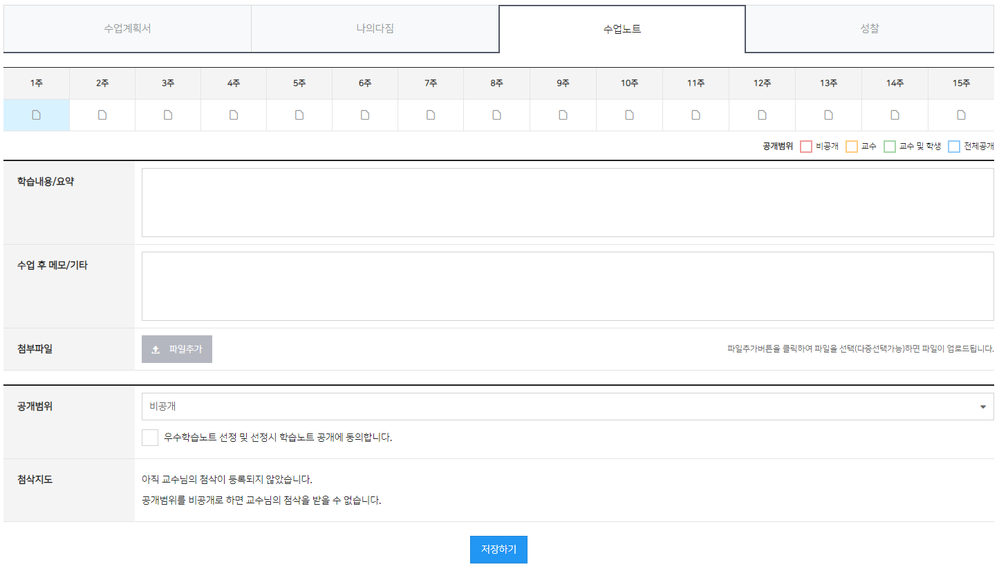 수업계획서 나의다짐 수업노트 성찰
1주 2주 3주 4주 5주 6주 7주 8주 9주 10주 11주 12주 13주 14주 15주
공개범위 비공개 교수 교수 및 학생 전체공개
학습내용/요약
수업 후 메모/기타
첨부파일 파일추가 파일추가버튼을 클릭하여 파일을 선택(다중선택가능)하면 파일이 업로드됩니다.
공개범위 비공개
우수학습노트 선정 및 선정시 학습노트 공개에 동의합니다.
첨삭지도 아직 교수님의 첨삭이 등록되지 않았습니다.
공개범위를 비공개로 하면 교수님의 첨삭을 받을 수 없습니다.
저장하기